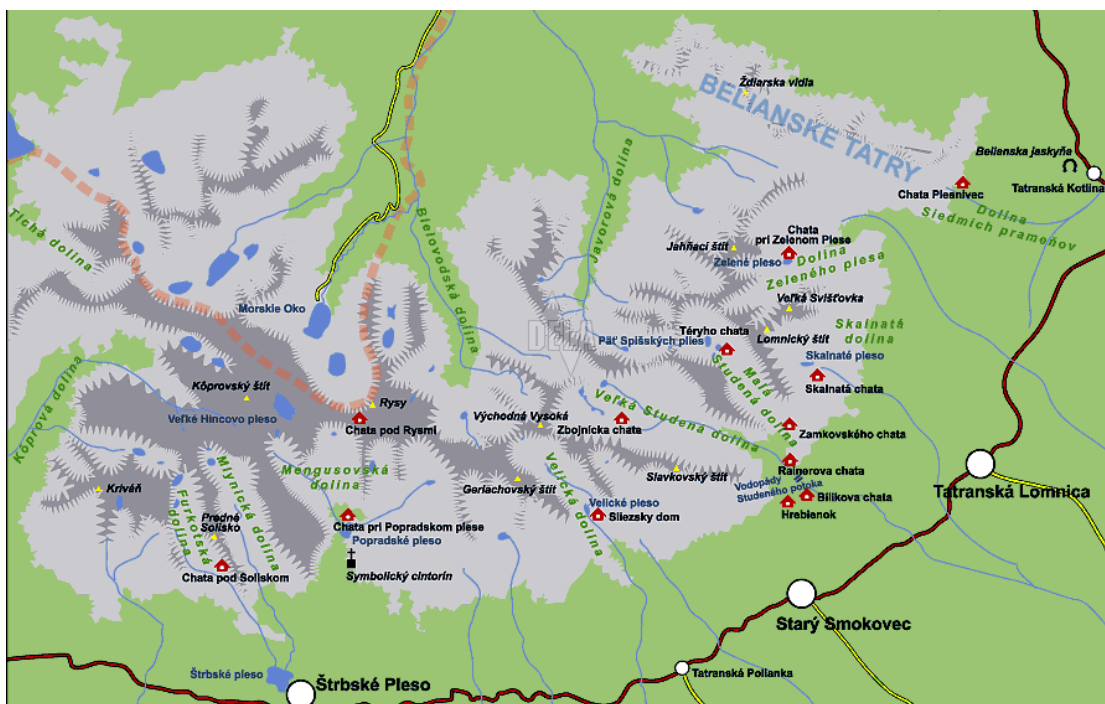 Ždiarska vidla
BELIANSKE TATRY
Belianska jaskyňa
Tatranská Kotlina
Chata Plesnivec
Dolina
Siedmich prameňov
Tichá dolina
Bielovodská dolina
Javorová dolina
Chata
pri Zelenom Plese
Jahňací štít
Zelené pleso
Dolina
Zeleného plesa
Morskie Oko
Veľká Svišťovka
Lomnický štít
Skalnatá
dolina
Téryho chata
Päť Spišských plies
DELA
Malá
Studená dolina
Skalnaté pleso
Skalnatá chata
Kôprová dolina
Kôprovský štít
Veľké Hincovo pleso
Rysy
Chata pod Rysmi
Východná Vysoká
Zbojnícka chata
Veľká Studená dolina
Zamkovského chata
Kriváň
Mlynická dolina
Mengusovská
dolina
Gerlachovský štít
Velická dolina
Slavkovský štít
Rainerova chata
Vodopády
Studeného potoka
Bilíkova chata
Hrebienok
Tatranská Lomnica
Furkotská
dolina
Predné
Solisko
Chata pod Soliskom
Chata pri Popradskom plese
Popradské pleso
Symbolický cintorín
Velické pleso
Sliezsky dom
Starý Smokovec
Štrbské pleso
Štrbské Pleso
Tatranská Polianka